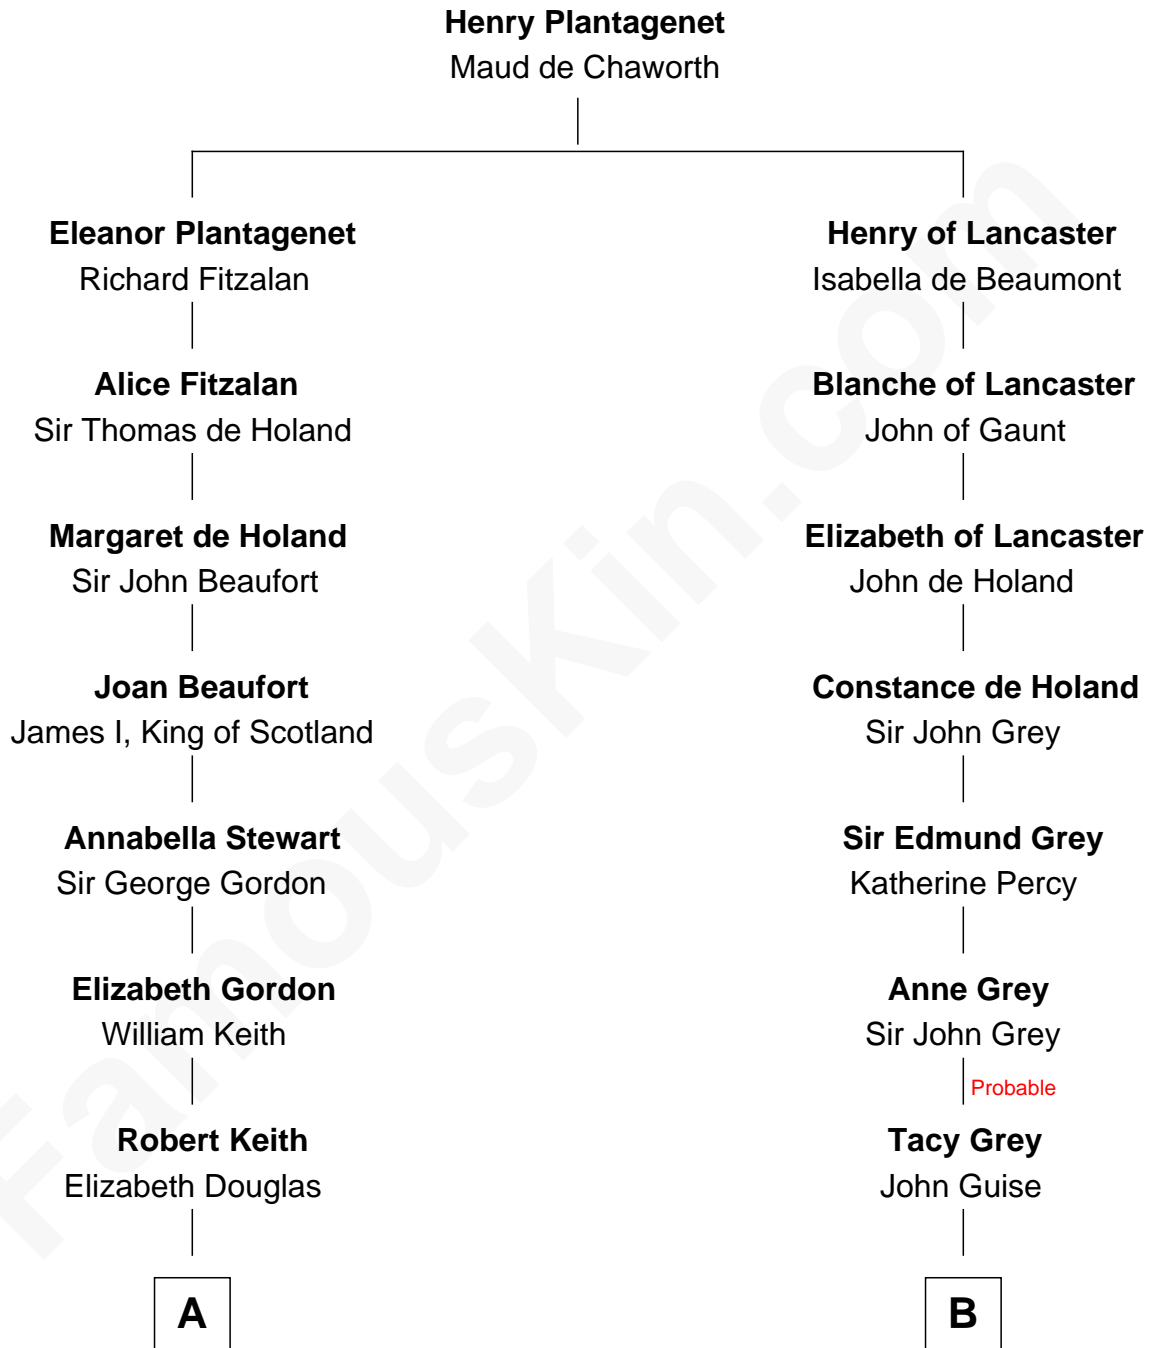 Henry Plantagenet
Maud de Chaworth
Eleanor Plantagenet
Richard Fitzalan
Henry of Lancaster
Isabella de Beaumont
Alice Fitzalan
Sir Thomas de Holand
Blanche of Lancaster
John of Gaunt
Margaret de Holand
Sir John Beaufort
Elizabeth of Lancaster
John de Holand
Joan Beaufort
James I, King of Scotland
Constance de Holand
Sir John Grey
Annabella Stewart
Sir George Gordon
Sir Edmund Grey
Katherine Percy
Elizabeth Gordon
William Keith
Anne Grey
Sir John Grey
Probable
Robert Keith
Elizabeth Douglas
Tacy Grey
John Guise
A
B
FamousKin.com